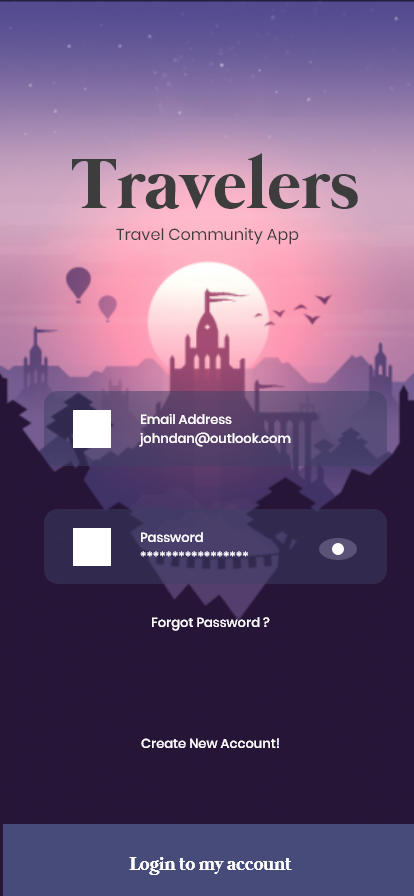 Travelers
Travel Community App
Email Address
johndan@outlook.com
Password
*****************
Forgot Password ?
Create New Account!
Login to my account